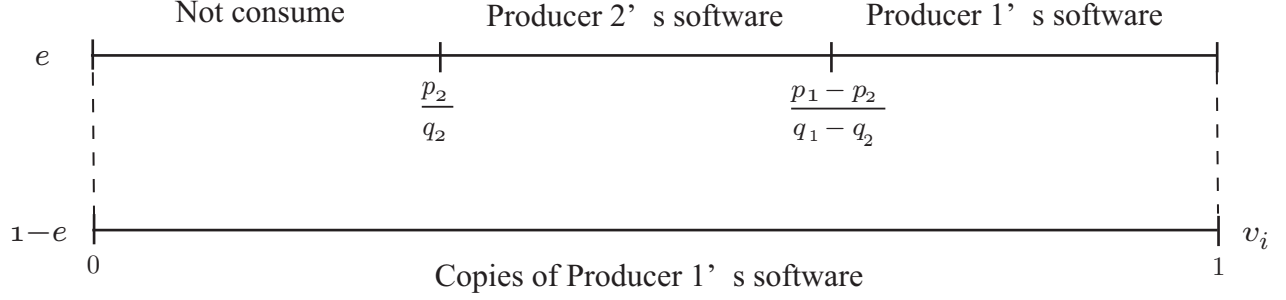 Not consume Producer 2’ s software Producer 1’ s software
e
p2 p1 − p2
q2 q1 − q2
1−e vi
0 1
Copies of Producer 1’ s software